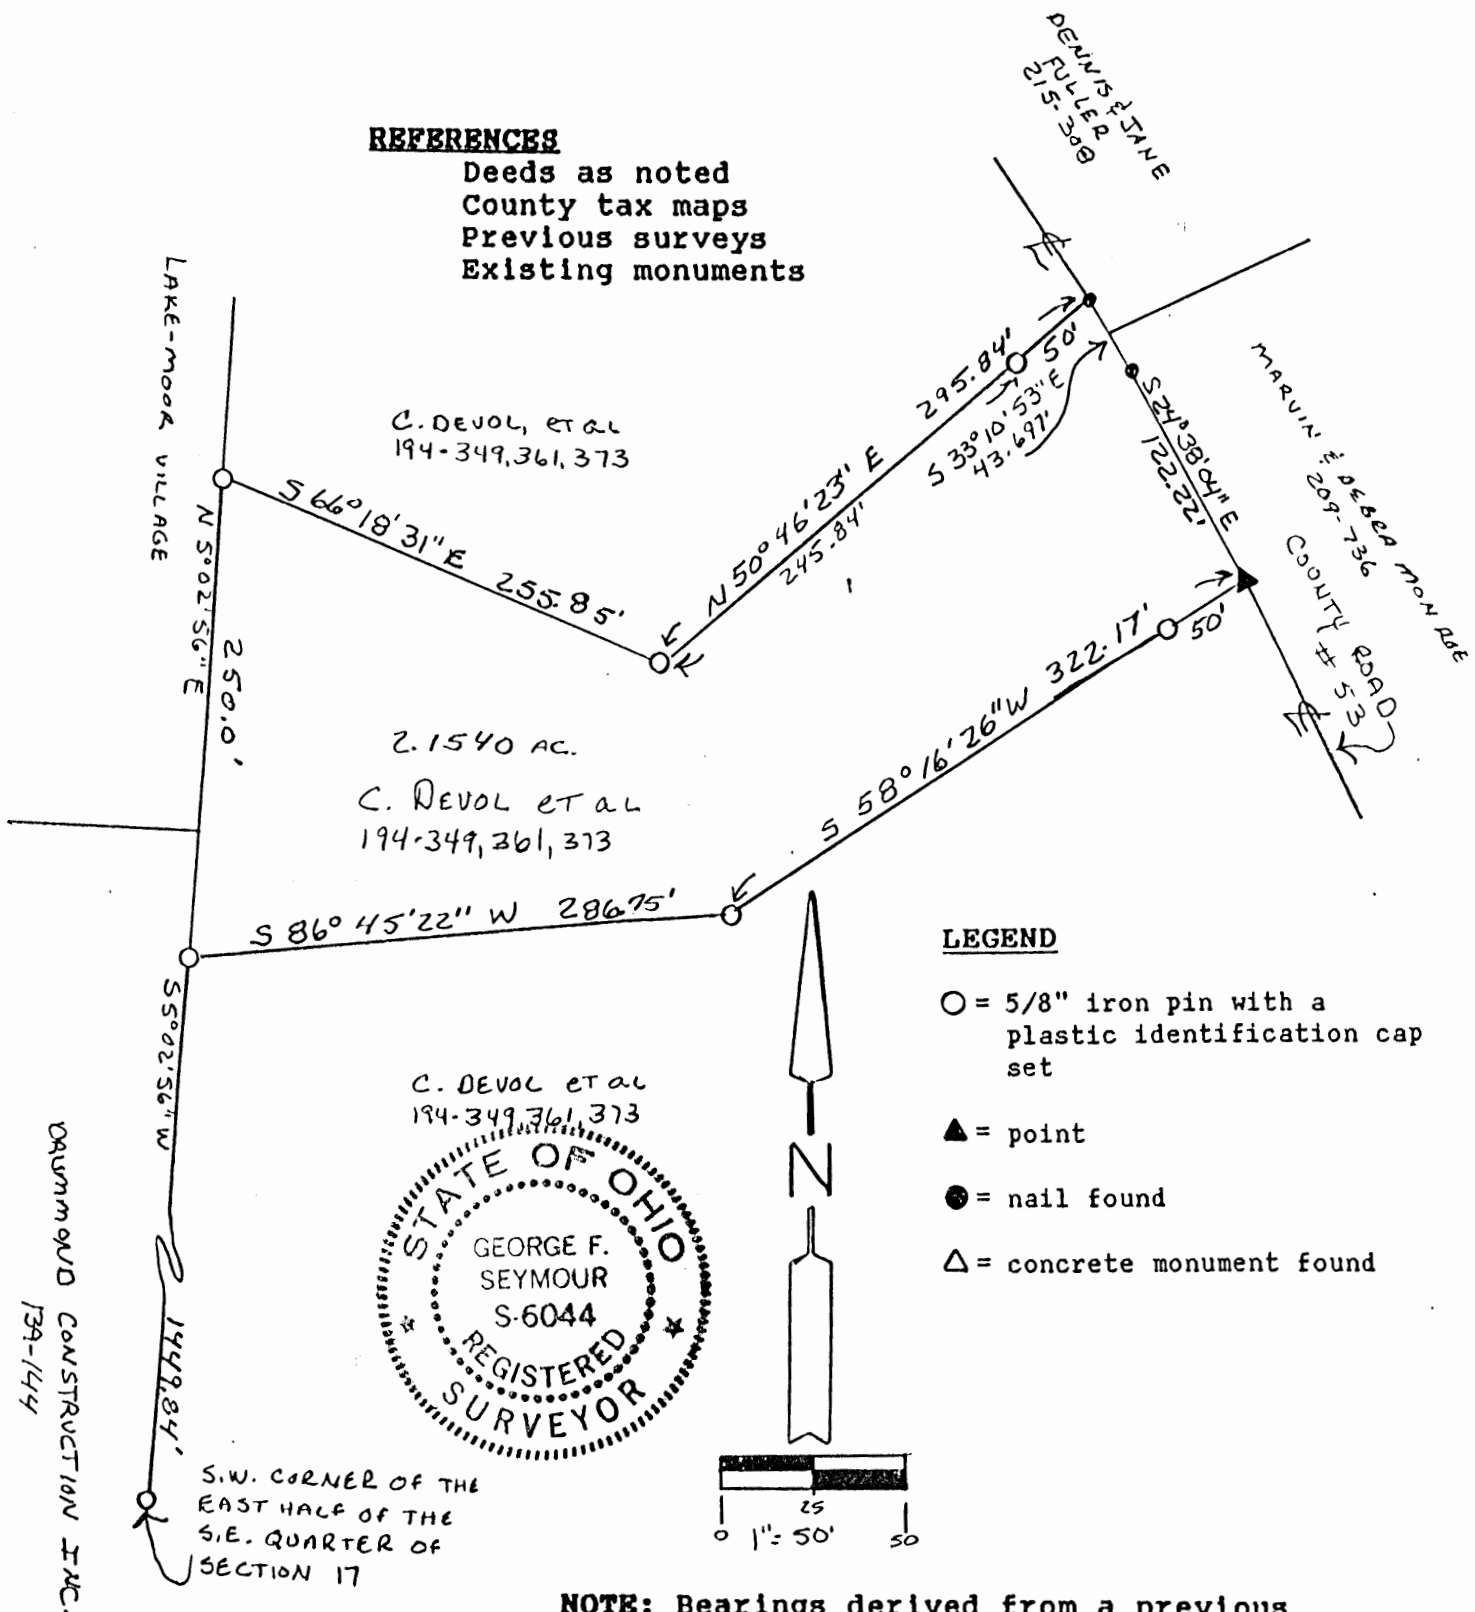 DENNIS & JANE
FULLER
215-308
REFERENCES
Deeds as noted
County tax maps
Previous surveys
Existing monuments
LAKE-MOOR VILLAGE
C. DEVOL, ET AL
194-349,361,373
295.84'
50'
S 33° 10' 53" E
43.697'
S 24° 38' 04" E
122.22'
MARVIN & DEBRA MONROE
209-736
COUNTY ROAD
# 53
S 66° 18' 31" E 255.85'
N 50° 46' 23" E
245.84'
N 5° 02' 56" E
250.0'
322.17'
50'
S 58° 16' 26" W
2.1540 AC.
C. DEVOL ET AL
194-349,361,373
S 86° 45' 22" W 286.75'
S 5° 02' 56" W
1449.84'
LEGEND
= 5/8" iron pin with a
plastic identification cap
set
= point
= nail found
= concrete monument found
C. DEVOL ET AL
194-349,361,373
N
STATE OF OHIO
GEORGE F.
SEYMOUR
S-6044
REGISTERED
SURVEYOR
DRUMMOND CONSTRUCTION INC.
139-144
S.W. CORNER OF THE
EAST HALF OF THE
S.E. QUARTER OF
SECTION 17
25
0 1"=50' 50
NOTE: Bearings derived from a previous